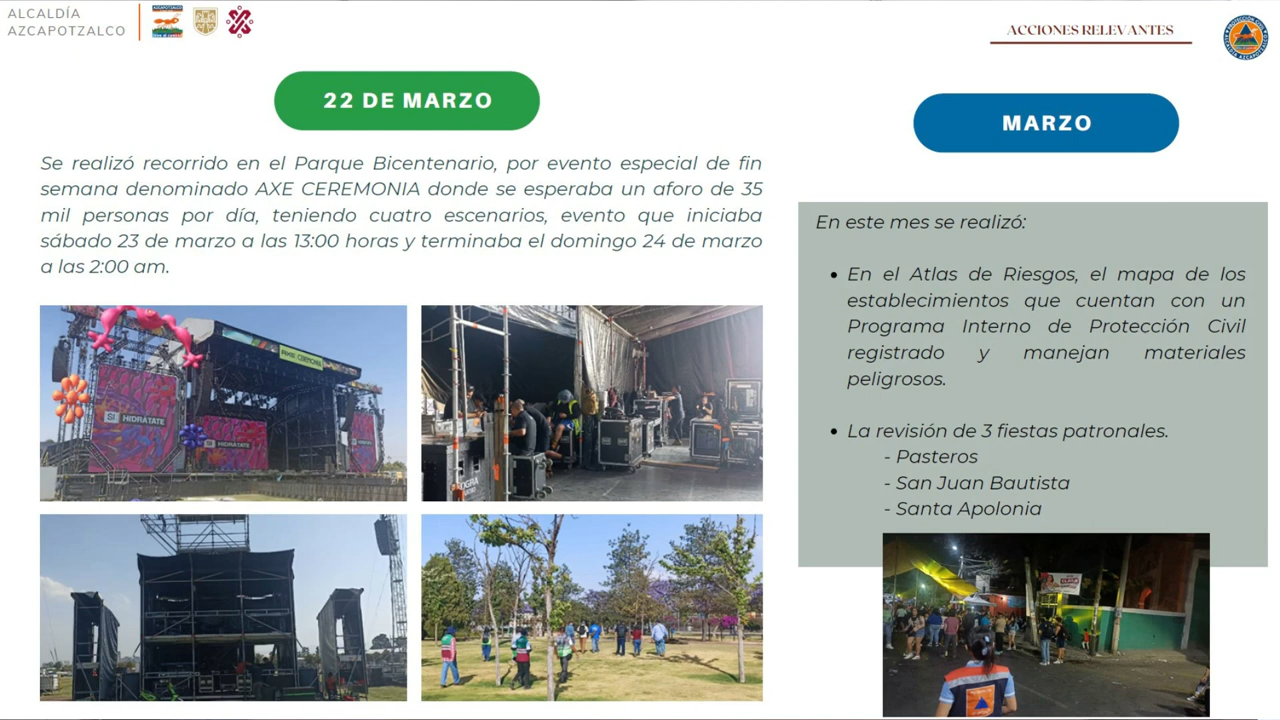 ALCALDÍA
AZCAPOTZALCO
ACCIONES RELEVANTES
22 DE MARZO
Se realizó recorrido en el Parque Bicentenario, por evento especial de fin
semana denominado AXE CEREMONIA donde se esperaba un aforo de 35
mil personas por día, teniendo cuatro escenarios, evento que iniciaba
sábado 23 de marzo a las 13:00 horas y terminaba el domingo 24 de marzo
a las 2:00 am.
AXE CEREMONIA
SI HIDRÁTATE
SI HIDRÁTATE
MARZO
En este mes se realizó:
• En el Atlas de Riesgos, el mapa de los
establecimientos que cuentan con un
Programa Interno de Protección Civil
registrado y manejan materiales
peligrosos.
• La revisión de 3 fiestas patronales.
- Pasteros
- San Juan Bautista
- Santa Apolonia